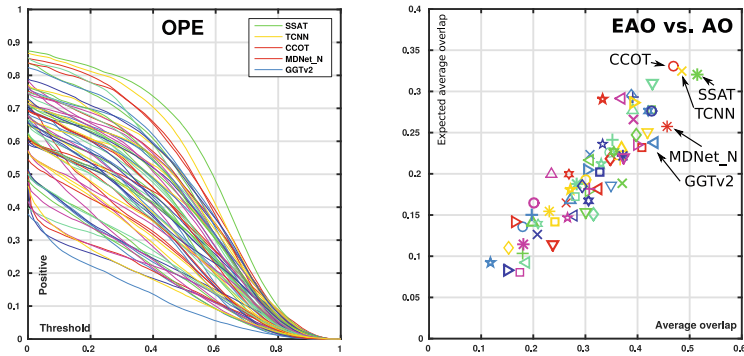 OPE
SSAT
TCNN
CCOT
MDNet_N
GGTv2
1
0.9
0.8
0.7
0.6
0.5
0.4
0.3
0.2
0.1
0
Positive
Threshold
0 0.2 0.4 0.6 0.8 1
EAO vs. AO
Expected average overlap
0,4
0,35
0,3
0,25
0,2
0,15
0,1
0,05
0
CCOT
SSAT
TCNN
MDNet_N
GGTv2
Average overlap
0 0.1 0.2 0.3 0.4 0.5 0.6